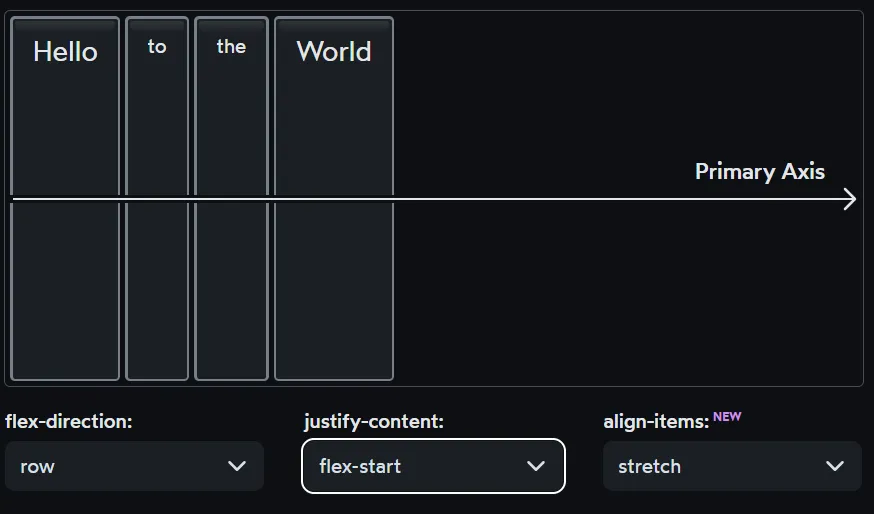 Hello to the World
Primary Axis
flex-direction: justify-content: align-items: NEW
row flex-start stretch